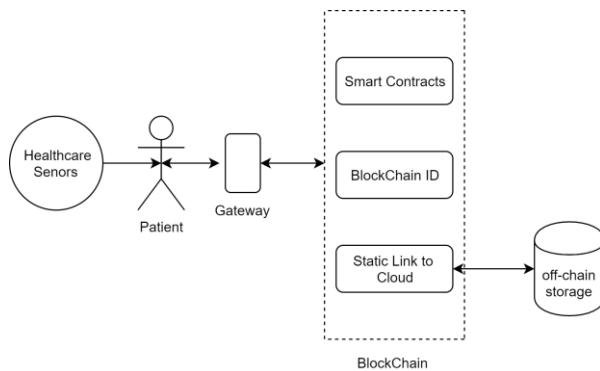 Healthcare
Senors
Patient
Gateway
Smart Contracts
BlockChain ID
Static Link to
Cloud
off-chain
storage
BlockChain